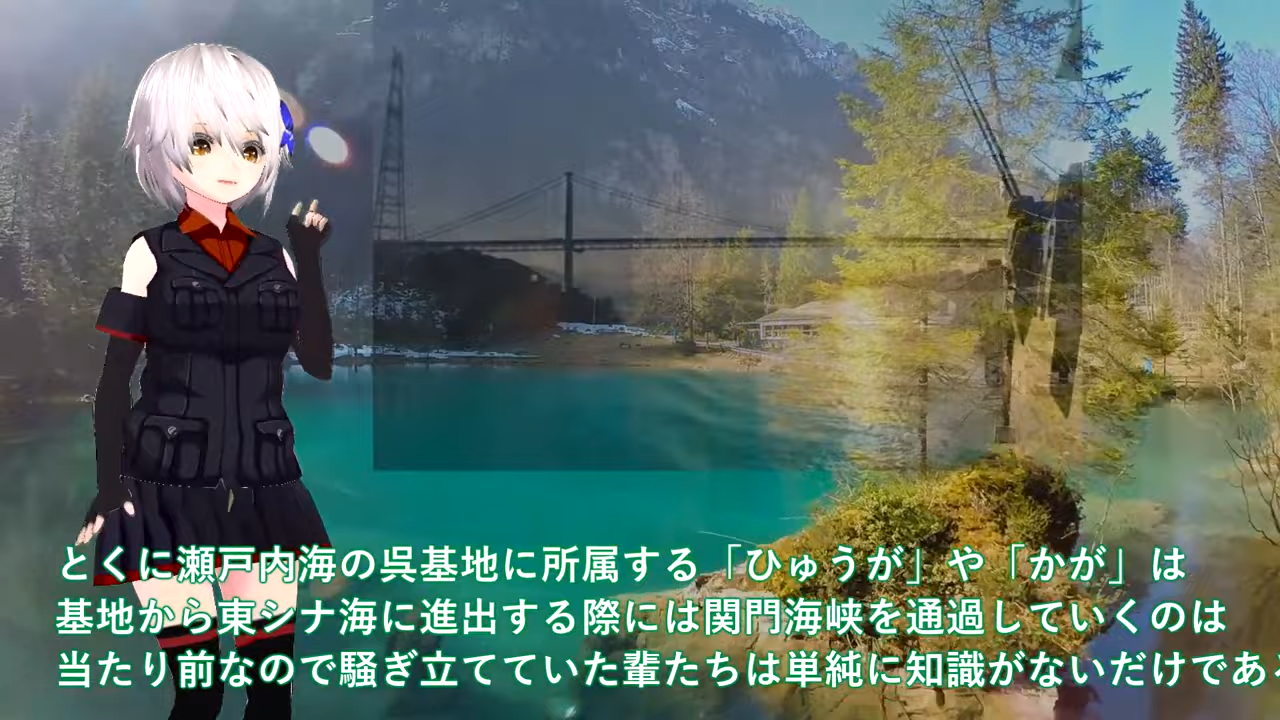 とくに瀬戸内海の呉基地に所属する「ひゅうが」や「かが」は
基地から東シナ海に進出する際には関門海峡を通過していくのは
当たり前なので騒ぎ立てていた輩たちは単純に知識がないだけであ